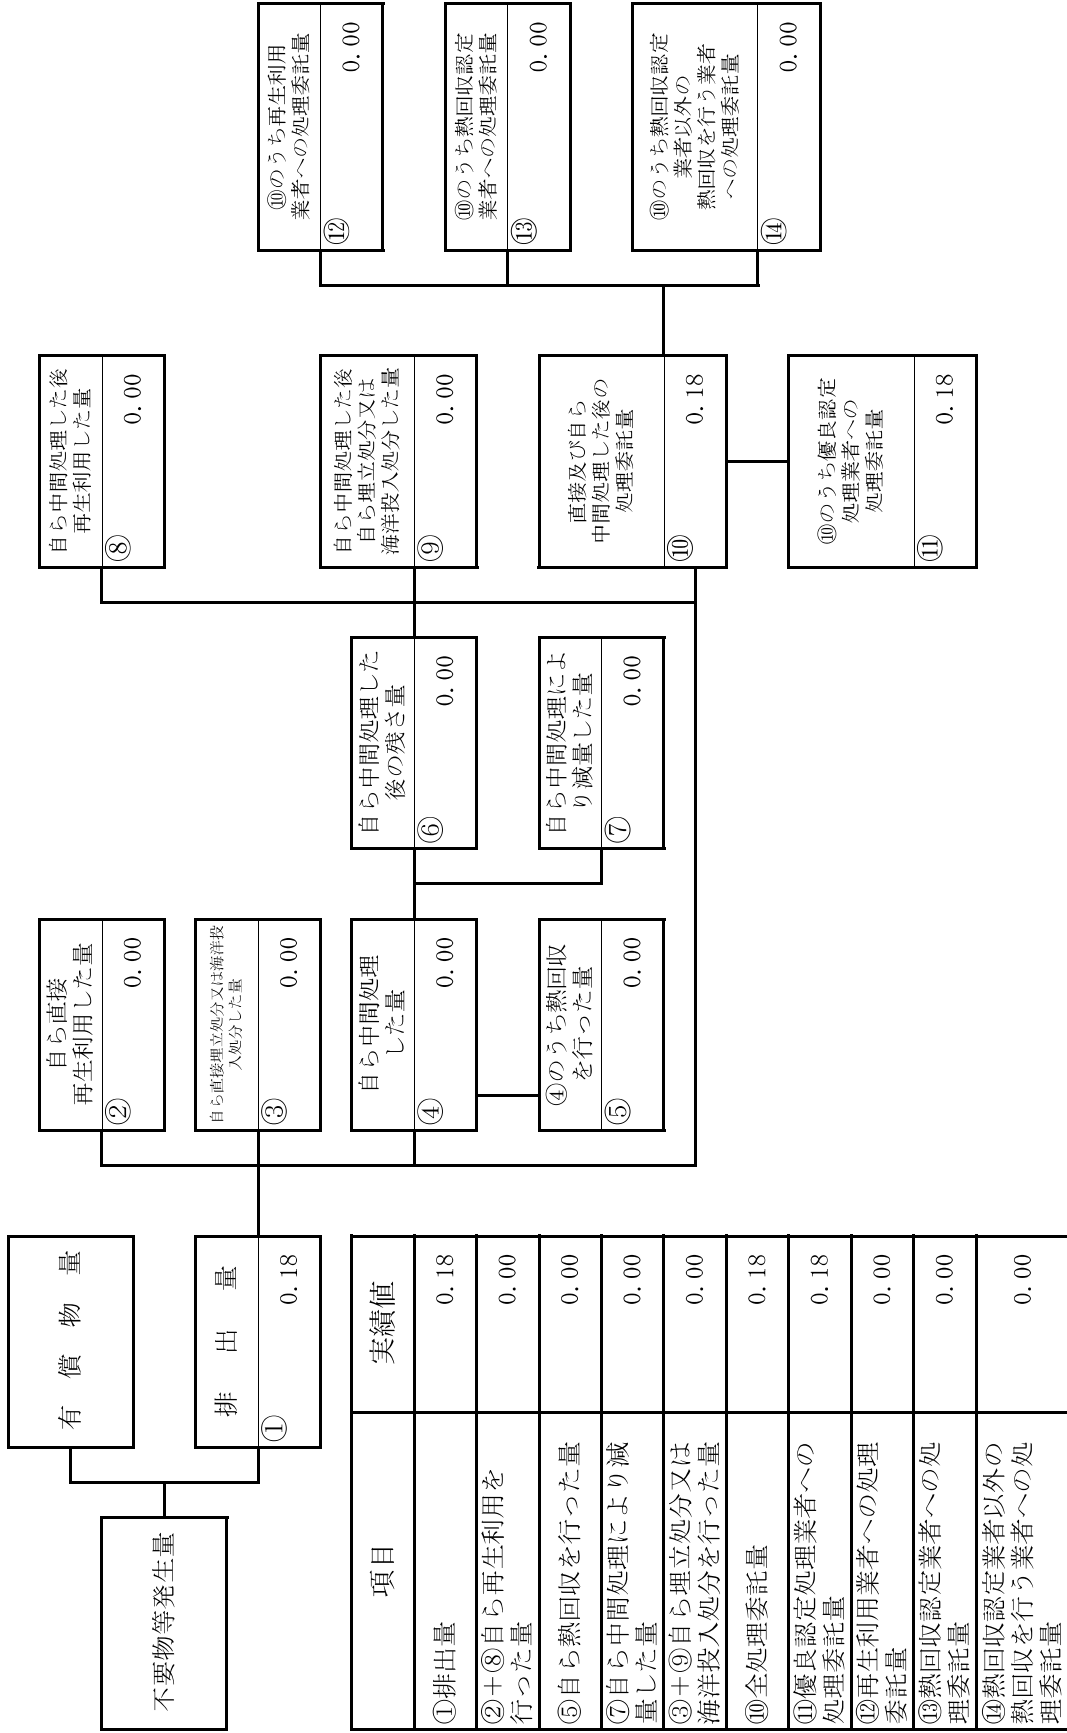 不要物等発生量
有償物量
排出量
①
0.18
自ら直接
再生利用した量
②
0.00
自ら直接埋立処分又は海洋投
入処分した量
③
0.00
自ら中間処理
した量
④
0.00
④のうち熱回収
を行った量
⑤
0.00
自ら中間処理した
後の残さ量
⑥
0.00
自ら中間処理によ
り減量した量
⑦
0.00
自ら中間処理した後
再生利用した量
⑧
0.00
自ら中間処理した後
自ら埋立処分又は
海洋投入処分した量
⑨
0.00
直接及び自ら
中間処理した後の
処理委託量
⑩
0.18
⑩のうち優良認定
処理業者への
処理委託量
⑪
0.18
⑩のうち再生利用
業者への処理委託量
⑫
0.00
⑩のうち熱回収認定
業者への処理委託量
⑬
0.00
⑩のうち熱回収認定
業者以外の
熱回収を行う業者
への処理委託量
⑭
0.00
項目
実績値
①排出量
0.18
②＋⑧自ら再生利用を
行った量
0.00
⑤自ら熱回収を行った量
0.00
⑦自ら中間処理により減
量した量
0.00
③＋⑨自ら埋立処分又は
海洋投入処分を行った量
0.00
⑩全処理委託量
0.18
⑪優良認定処理業者への
処理委託量
0.18
⑫再生利用業者への処理
委託量
0.00
⑬熱回収認定業者への処
理委託量
0.00
⑭熱回収認定業者以外の
熱回収を行う業者への処
理委託量
0.00